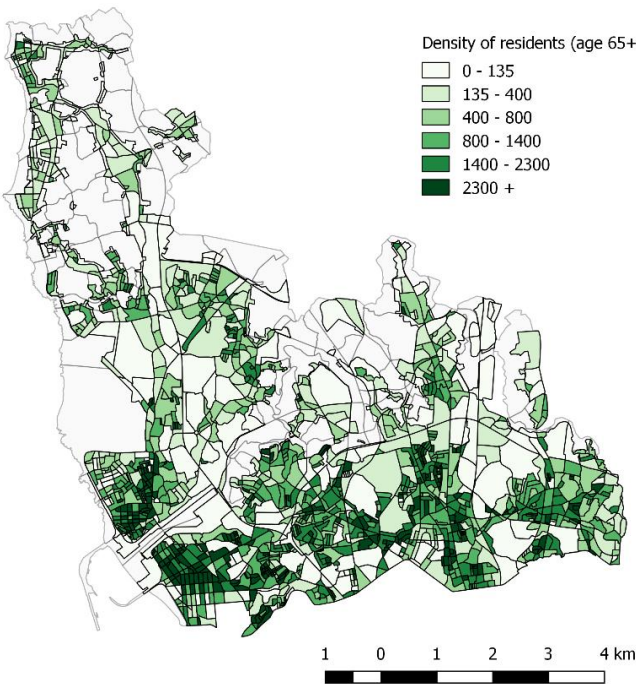 Density of residents (age 65+
0 - 135
135 - 400
400 - 800
800 - 1400
1400 - 2300
2300 +
1 0 1 2 3 4 km